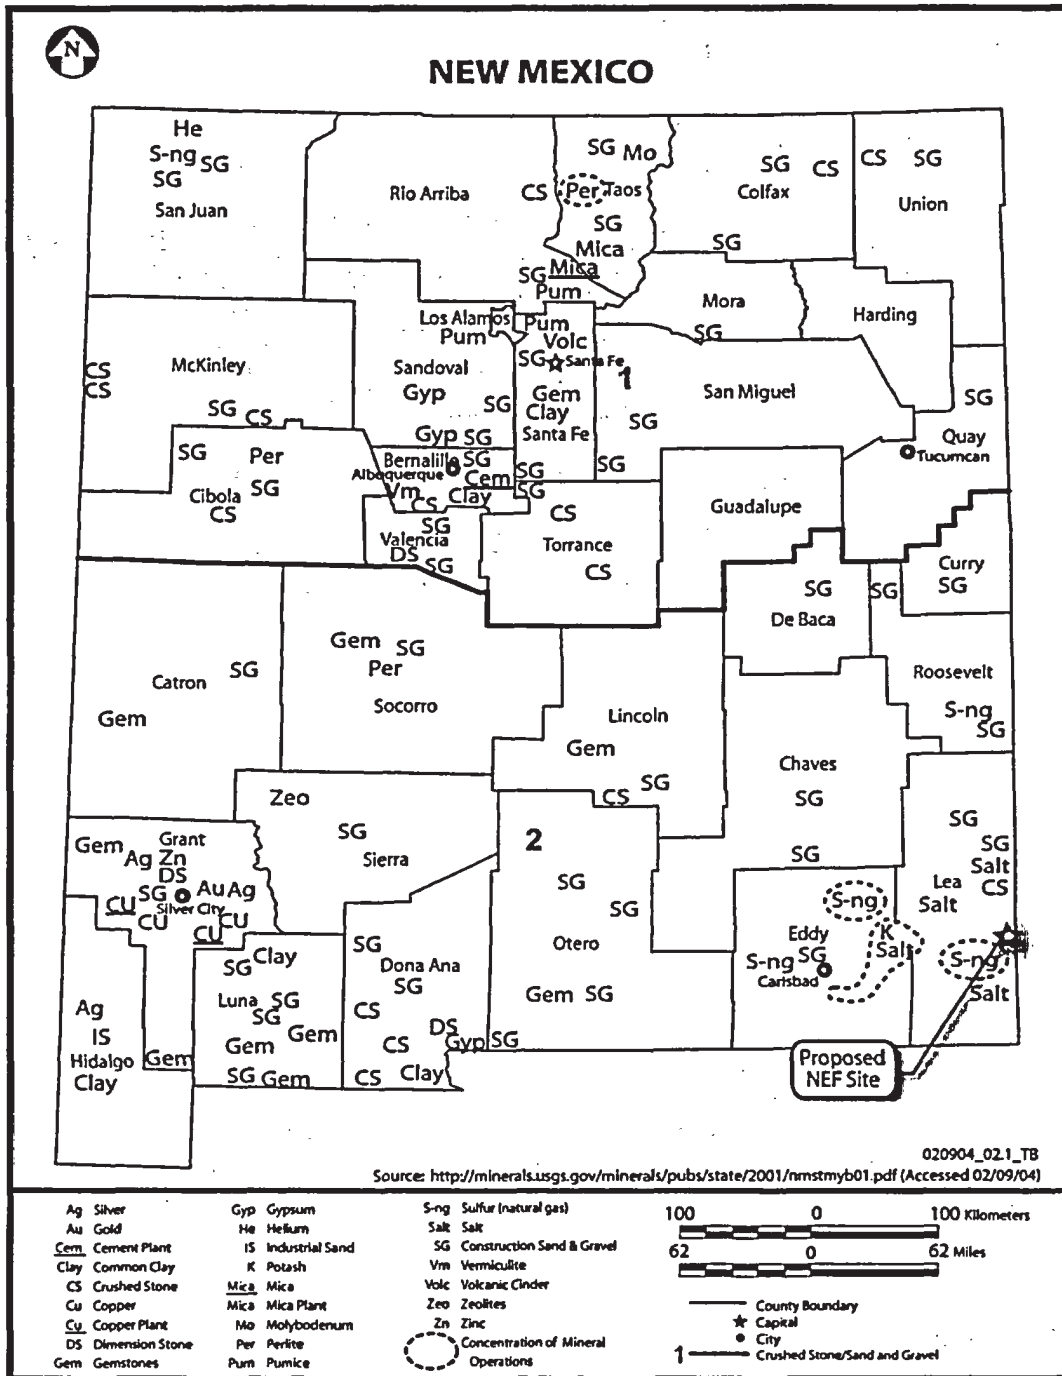 N
NEW MEXICO
He
S-ng SG
SG
San Juan
Rio Arriba
CS
SG Mo
Per Taos
SG
Mica
SG Mica
Pum
SG CS
Colfax
SG
CS SG
Union
Mora
SG
Harding
Los Alamos
Pum
Pum
Volc
SG Santa Fe
1
Gem
Clay
Santa Fe
SG
SG
CS
CS
McKinley
SG CS
Sandoval
Gyp
SG
Gyp SG
San Miguel
SG
SG
SG
Quay
Tucumcan
SG
Per
SG
Cibola
CS
Bernalillo SG
Albuquerque
Cem
Vm
Clay
CS
SG
Valencia
DS
SG
CS
Torrance
CS
Guadalupe
SG
De Baca
SG
Curry
SG
Catron
SG
Gem
Gem SG
Per
Socorro
Lincoln
Gem
SG
CS
Roosevelt
S-ng
SG
Chaves
SG
SG
Zeo
SG
Sierra
2
SG
SG
Otero
Gem SG
Gem
Grant
Ag Zn
DS
SG
Au Ag
Silver City
Cu
Cu
Cu
Cu
SG
SG
Salt
Lea
CS
Salt
S-ng
Eddy
K
Salt
S-ng SG
Carlsbad
S-ng
Salt
Clay
SG
Luna SG
SG
Gem
Gem
SG Gem
SG
Dona Ana
SG
CS
DS
Gyp SG
CS
CS
Clay
Ag
IS
Hidalgo
Gem
Clay
Proposed
NEF Site
020904_02.1_TB
Source: http://minerals.usgs.gov/minerals/pubs/state/2001/nmstmyb01.pdf (Accessed 02/09/04)
Ag Silver
Au Gold
Cem Cement Plant
Clay Common Clay
CS Crushed Stone
Cu Copper
Cu Copper Plant
DS Dimension Stone
Gem Gemstones
Gyp Gypsum
He Helium
IS Industrial Sand
K Potash
Mica Mica
Mica Mica Plant
Mo Molybodenum
Per Perlite
Pum Pumice
S-ng Sulfur (natural gas)
Salt Salt
SG Construction Sand & Gravel
Vm Vermiculite
Volc Volcanic Cinder
Zeo Zeolites
Zn Zinc
Concentration of Mineral
Operations
100 0 100 Kilometers
62 0 62 Miles
County Boundary
Capital
City
1 Crushed Stone/Sand and Gravel